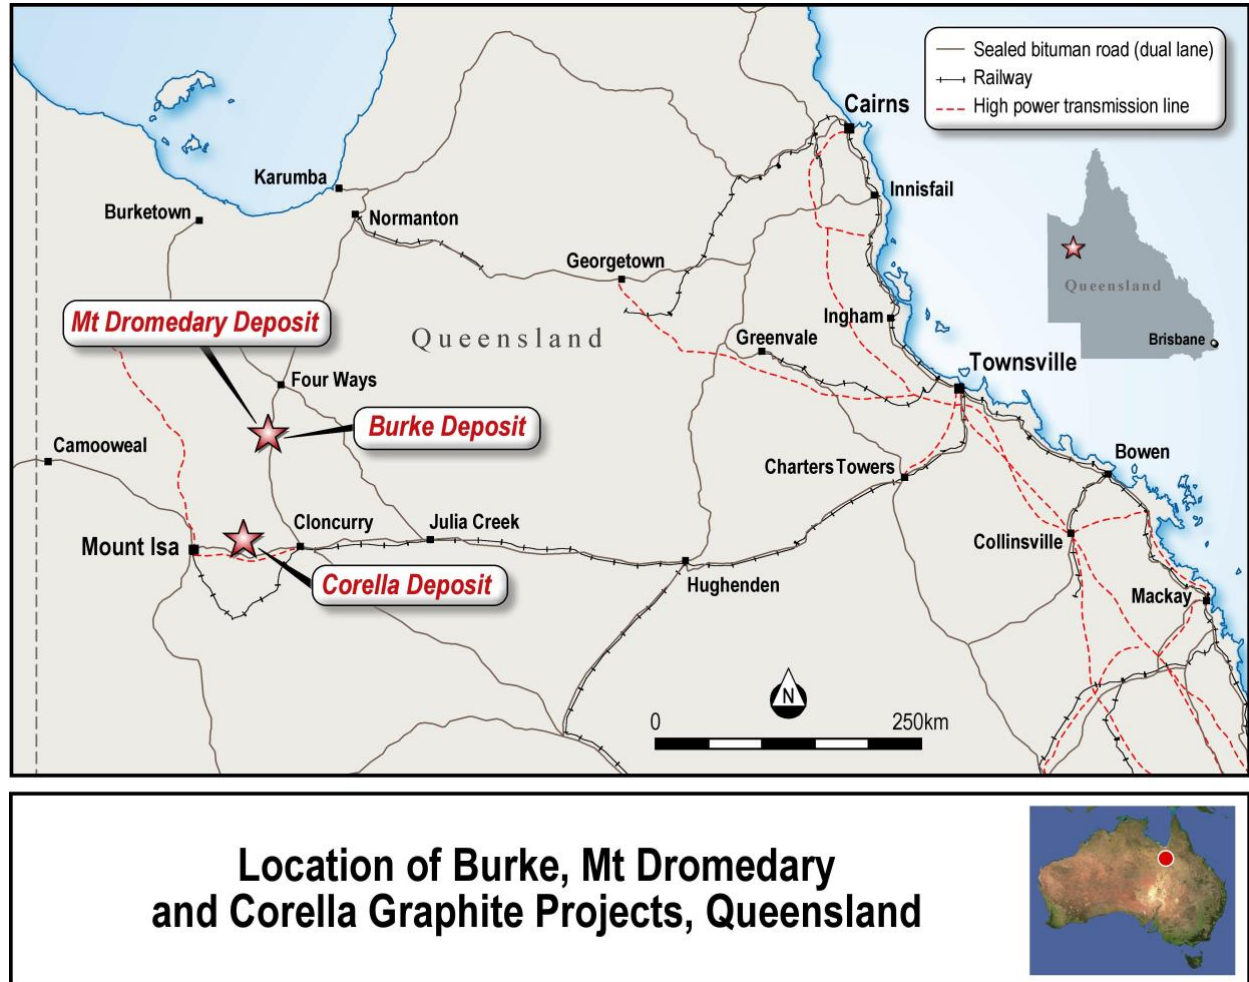 Sealed bituman road (dual lane)
Railway
High power transmission line
Cairns
Karumba
Innisfail
Burketown
Normanton
Georgetown
Queensland
Mt Dromedary Deposit
Ingham
Queensland
Greenvale
Brisbane
Townsville
Four Ways
Burke Deposit
Camooweal
Bowen
Charters Towers
Cloncurry
Julia Creek
Mount Isa
Collinsville
Corella Deposit
Hughenden
Mackay
N
0 250km
Location of Burke, Mt Dromedary
and Corella Graphite Projects, Queensland